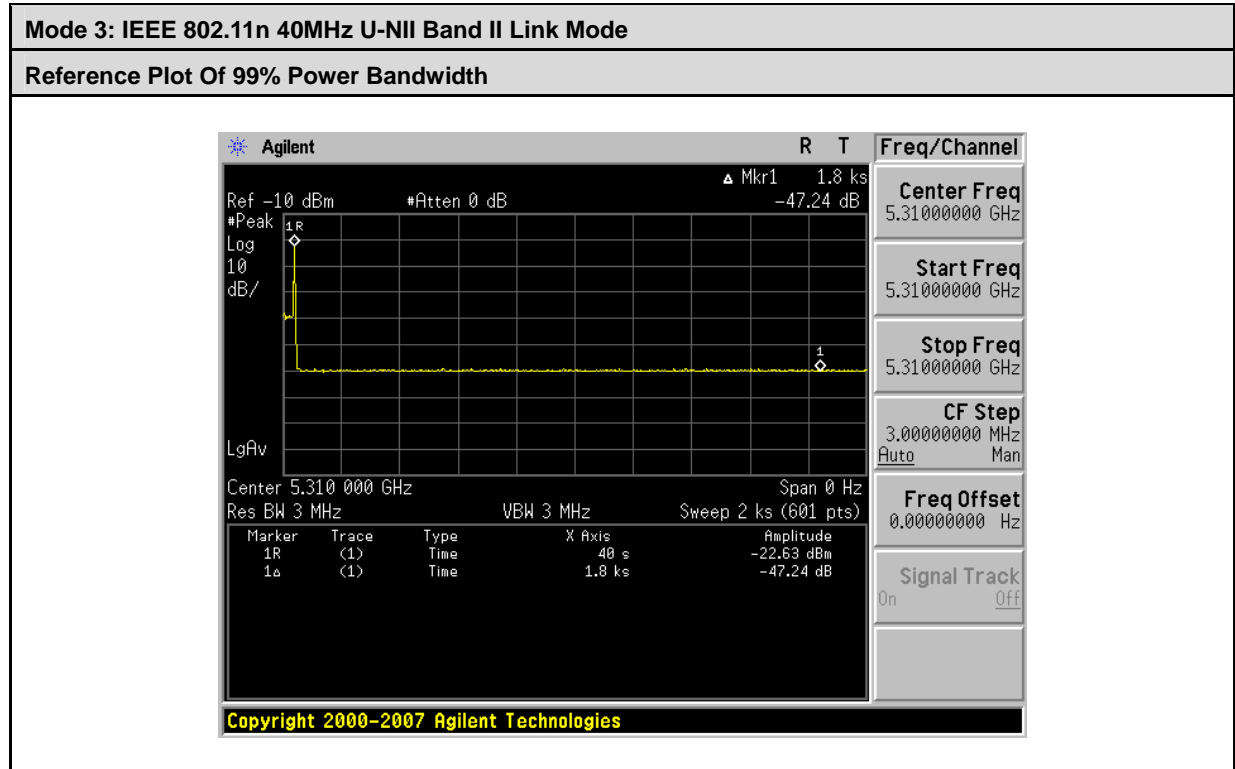 Mode 3: IEEE 802.11n 40MHz U-NII Band II Link Mode
Reference Plot Of 99% Power Bandwidth
Agilent R T Freq/Channel
Δ Mkr1 1.8 ks
Ref -10 dBm #Atten 0 dB -47.24 dB
#Peak
Log
10
dB/
1R
1
LgAv
Center 5.310 000 GHz Span 0 Hz
Res BW 3 MHz VBW 3 MHz Sweep 2 ks (601 pts)
Marker Trace Type X Axis Amplitude
1R (1) Time 40 s -22.63 dBm
1Δ (1) Time 1.8 ks -47.24 dB
Center Freq
5.31000000 GHz
Start Freq
5.31000000 GHz
Stop Freq
5.31000000 GHz
CF Step
3.00000000 MHz
Auto Man
Freq Offset
0.00000000 Hz
Signal Track
On Off
Copyright 2000-2007 Agilent Technologies